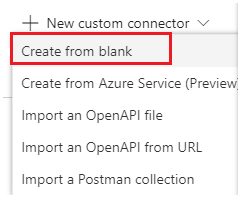 + New custom connector
Create from blank
Create from Azure Service (Preview)
Import an OpenAPI file
Import an OpenAPI from URL
Import a Postman collection